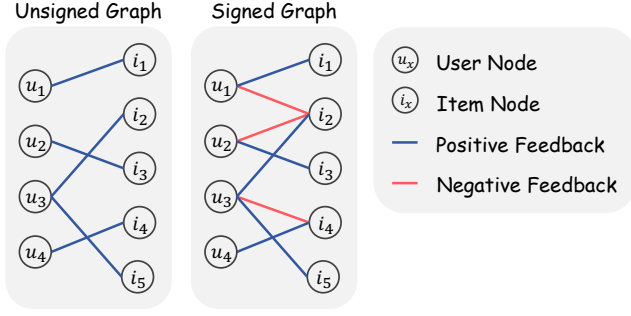 Unsigned Graph
Signed Graph
u₁
u₂
u₃
u₄
i₁
i₂
i₃
i₄
i₅
u₁
u₂
u₃
u₄
i₁
i₂
i₃
i₄
i₅
uₓ User Node
iₓ Item Node
Positive Feedback
Negative Feedback